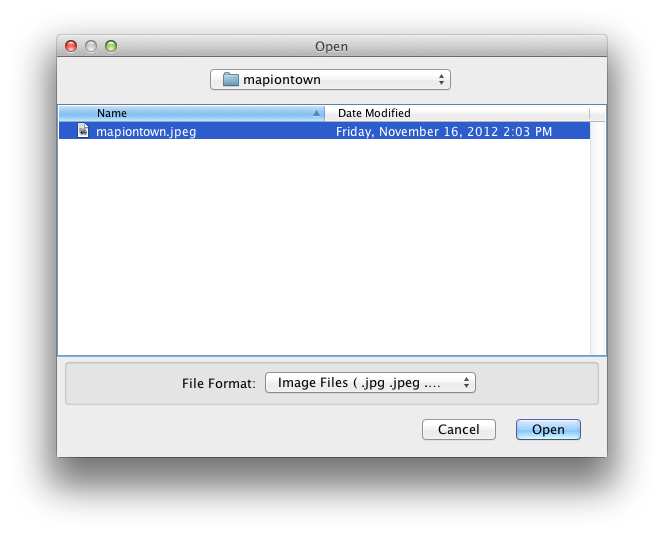 Open
mapiontown
Name Date Modified
mapiontown.jpeg Friday, November 16, 2012 2:03 PM
File Format: Image Files ( .jpg .jpeg ....
Cancel Open